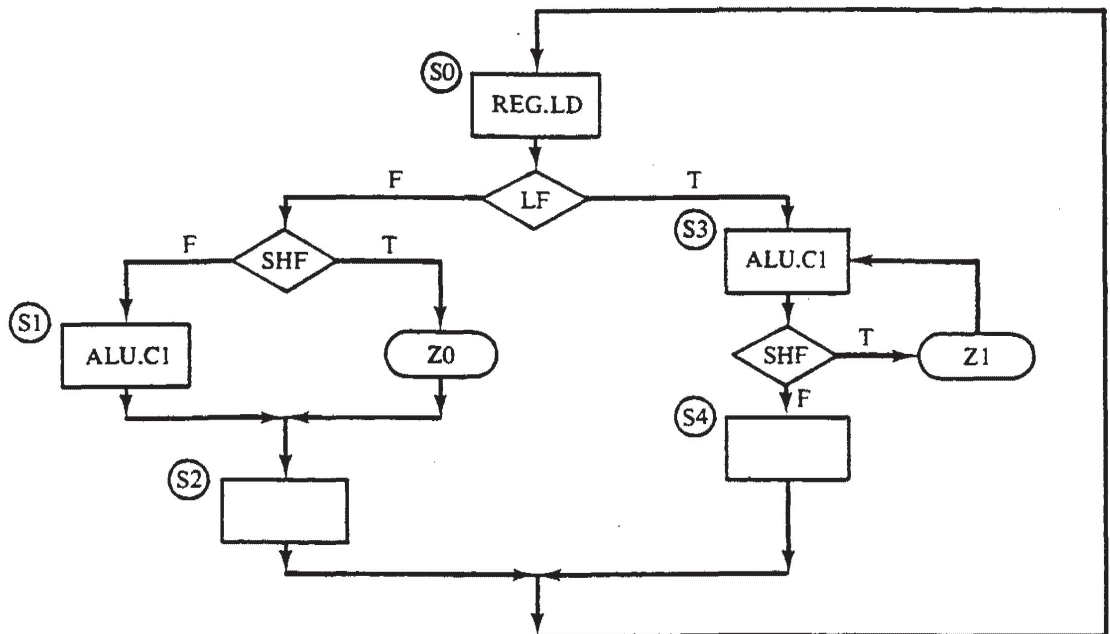 S0
REG.LD
F
LF
T
F
SHF
T
S3
ALU.C1
S1
ALU.C1
Z0
SHF
T
Z1
F
S4
S2